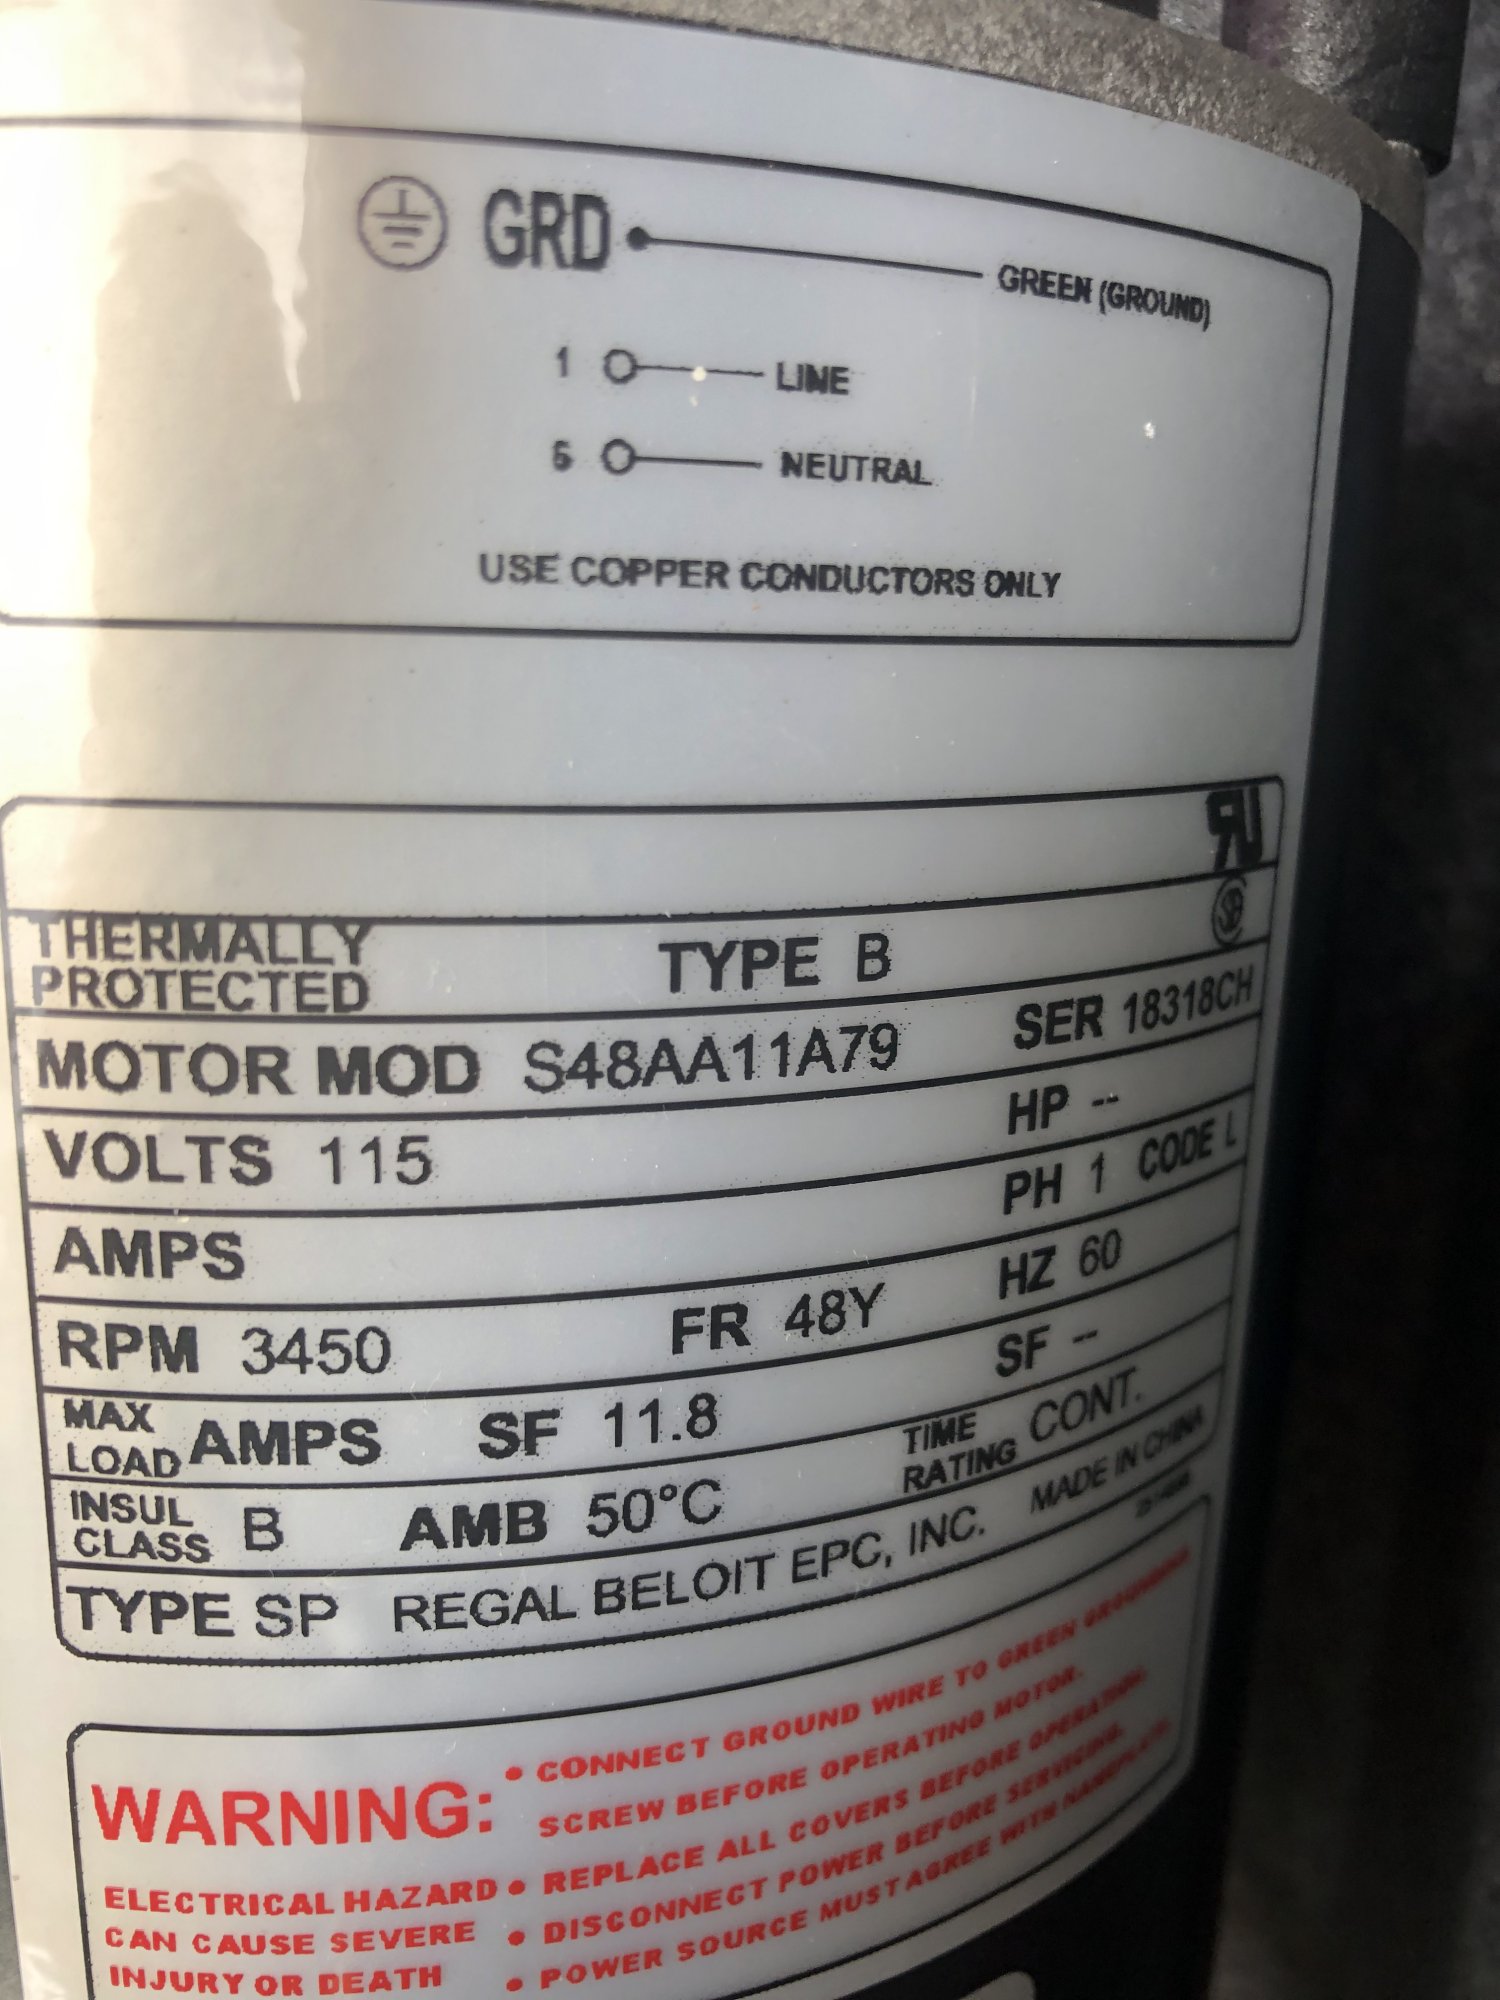 GRD GREEN (GROUND)
1 LINE
5 NEUTRAL
USE COPPER CONDUCTORS ONLY
THERMALLY PROTECTED TYPE B
MOTOR MOD S48AA11A79 SER 18318CH
VOLTS 115 HP --
AMPS PH 1 CODE L
RPM 3450 FR 48Y HZ 60
MAX LOAD AMPS SF 11.8 SF --
INSUL CLASS B AMB 50°C TIME RATING CONT.
TYPE SP REGAL BELOIT EPC, INC. MADE IN CHINA
WARNING:
ELECTRICAL HAZARD
CAN CAUSE SEVERE
INJURY OR DEATH
• CONNECT GROUND WIRE TO GREEN GROUNDING
SCREW BEFORE OPERATING MOTOR.
• REPLACE ALL COVERS BEFORE OPERATION.
• DISCONNECT POWER BEFORE SERVICING.
• POWER SOURCE MUST AGREE WITH NAMEPLATE.